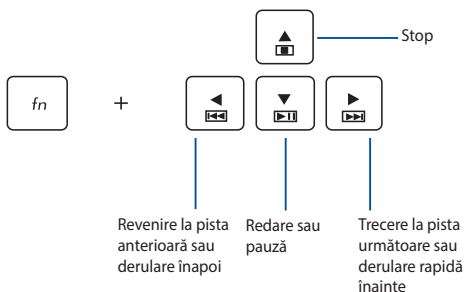 Stop
fn +
Revenire la pista
anterioară sau
derulare înapoi
Redare sau
pauză
Trecere la pista
următoare sau
derulare rapidă
înainte